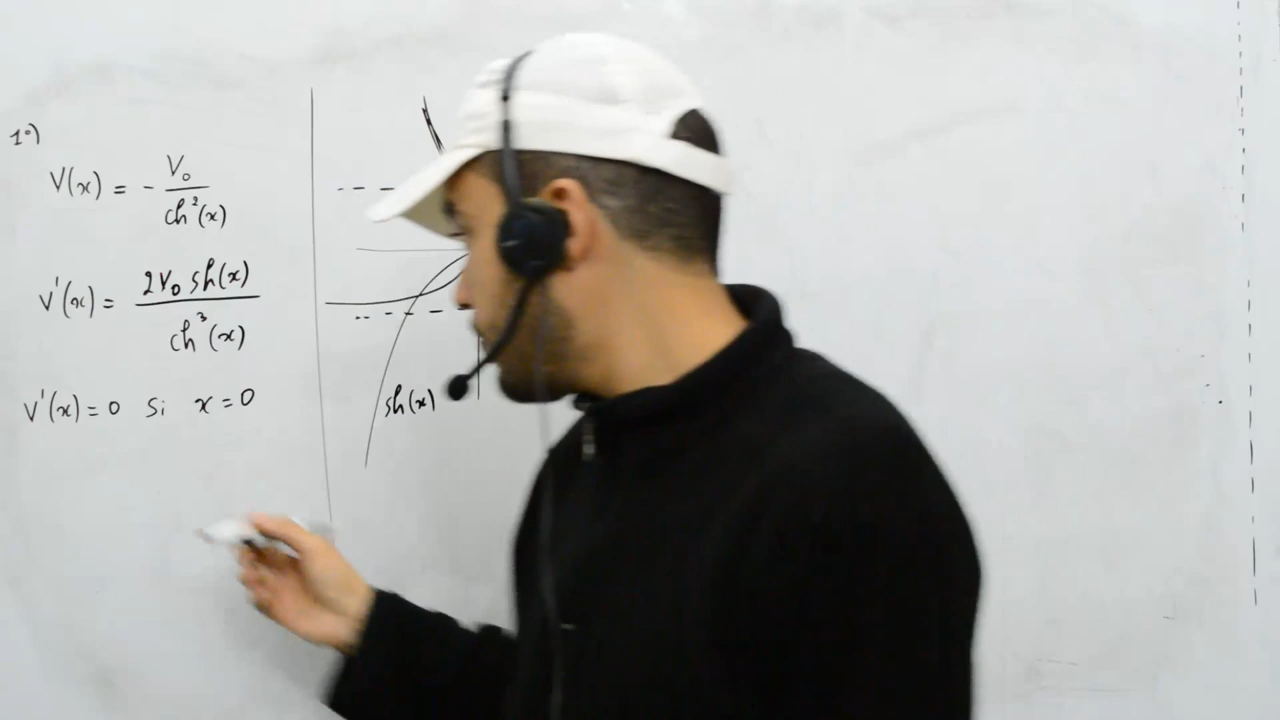 1°)
V(x) = - V₀ / ch²(x)
V'(x) = 2V₀ sh(x) / ch³(x)
V'(x) = 0 si x = 0
sh(x)